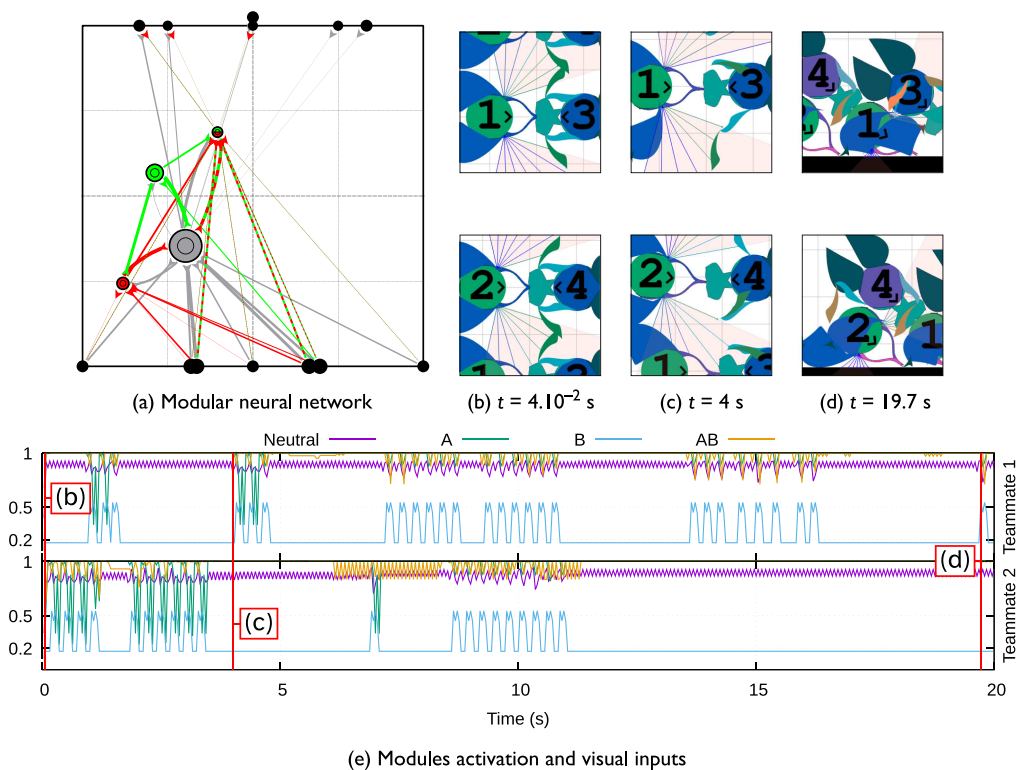 1> <3
1> <3
4 3 1
2> <4
2> <4
1 3
4 2 1
(a) Modular neural network
(b) t = 4.10⁻² s
(c) t = 4 s
(d) t = 19.7 s
Neutral A B AB
1
0.5
0.2
(b)
(d)
Teammate 1
1
0.5
0.2
(c)
Teammate 2
0 5 10 15 20
Time (s)
(e) Modules activation and visual inputs